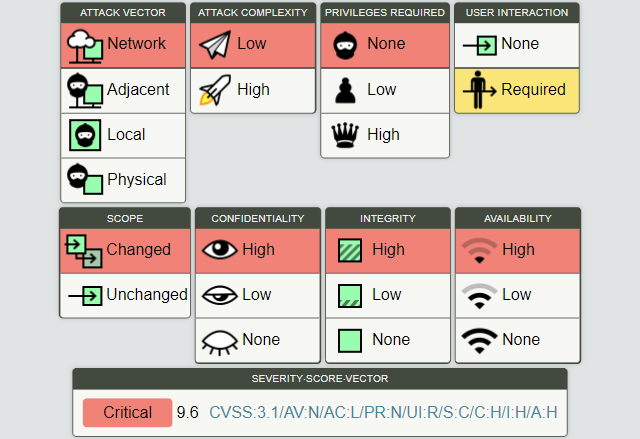 ATTACK VECTOR
Network
Adjacent
Local
Physical
ATTACK COMPLEXITY
Low
High
PRIVILEGES REQUIRED
None
Low
High
USER INTERACTION
None
Required
SCOPE
Changed
Unchanged
CONFIDENTIALITY
High
Low
None
INTEGRITY
High
Low
None
AVAILABILITY
High
Low
None
SEVERITY·SCORE·VECTOR
Critical 9.6 CVSS:3.1/AV:N/AC:L/PR:N/UI:R/S:C/C:H/I:H/A:H